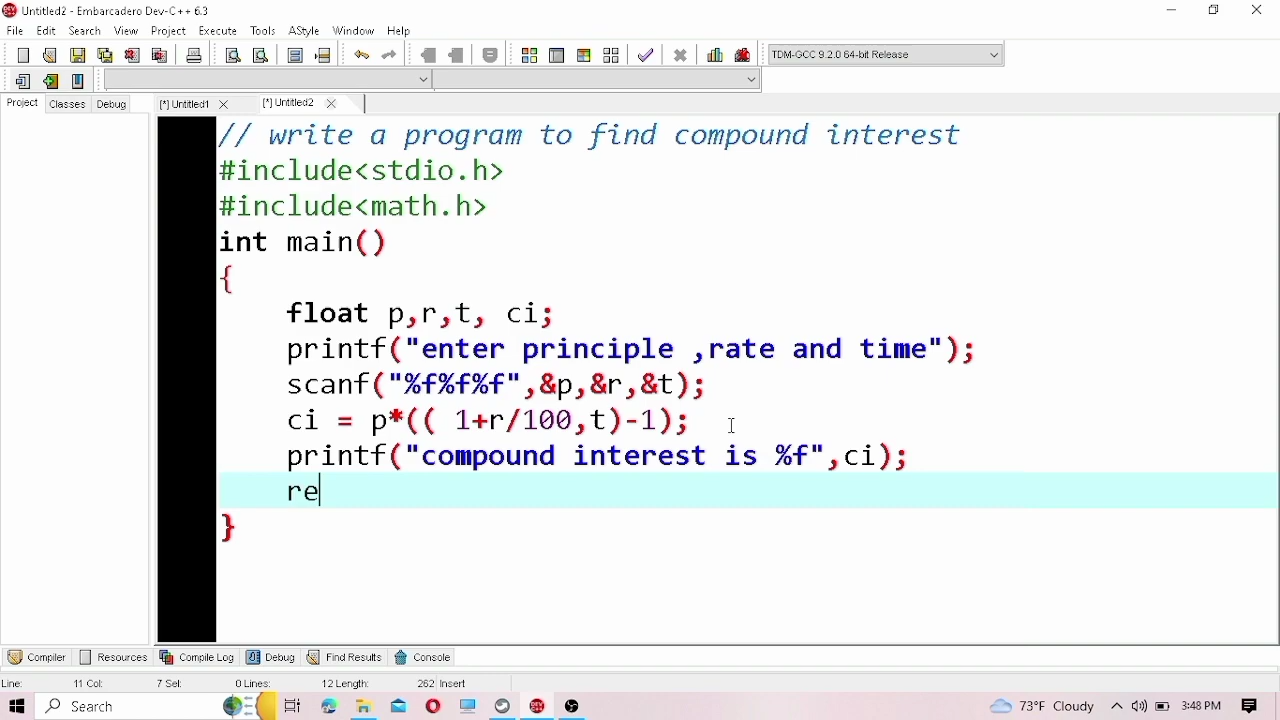 Untitled2 - Embarcadero Dev-C++ 6.3
File Edit Search View Project Execute Tools AStyle Window Help
TDM-GCC 9.2.0 64-bit Release
Project Classes Debug [*] Untitled1 [*] Untitled2
// write a program to find compound interest
#include<stdio.h>
#include<math.h>
int main()
{
float p,r,t, ci;
printf("enter principle ,rate and time");
scanf("%f%f%f",&p,&r,&t);
ci = p*(( 1+r/100,t)-1);
printf("compound interest is %f",ci);
re
}
Compiler Resources Compile Log Debug Find Results Console
Line: 11 Col: 7 Sel: 0 Lines: 12 Length: 262 Insert
Search 73°F Cloudy 3:48 PM